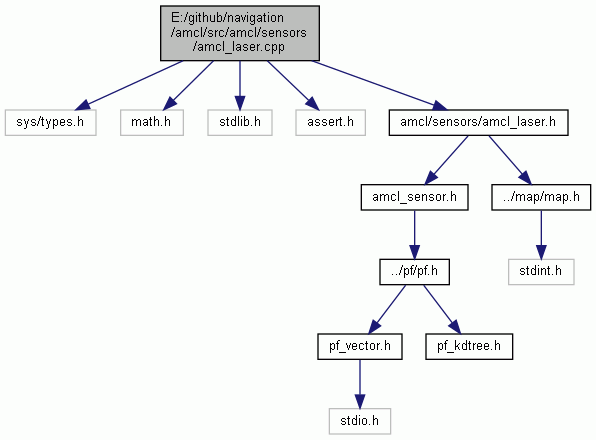 E:/github/navigation
/amcl/src/amcl/sensors
/amcl_laser.cpp
sys/types.h
math.h
stdlib.h
assert.h
amcl/sensors/amcl_laser.h
amcl_sensor.h
../map/map.h
../pf/pf.h
stdint.h
pf_vector.h
pf_kdtree.h
stdio.h